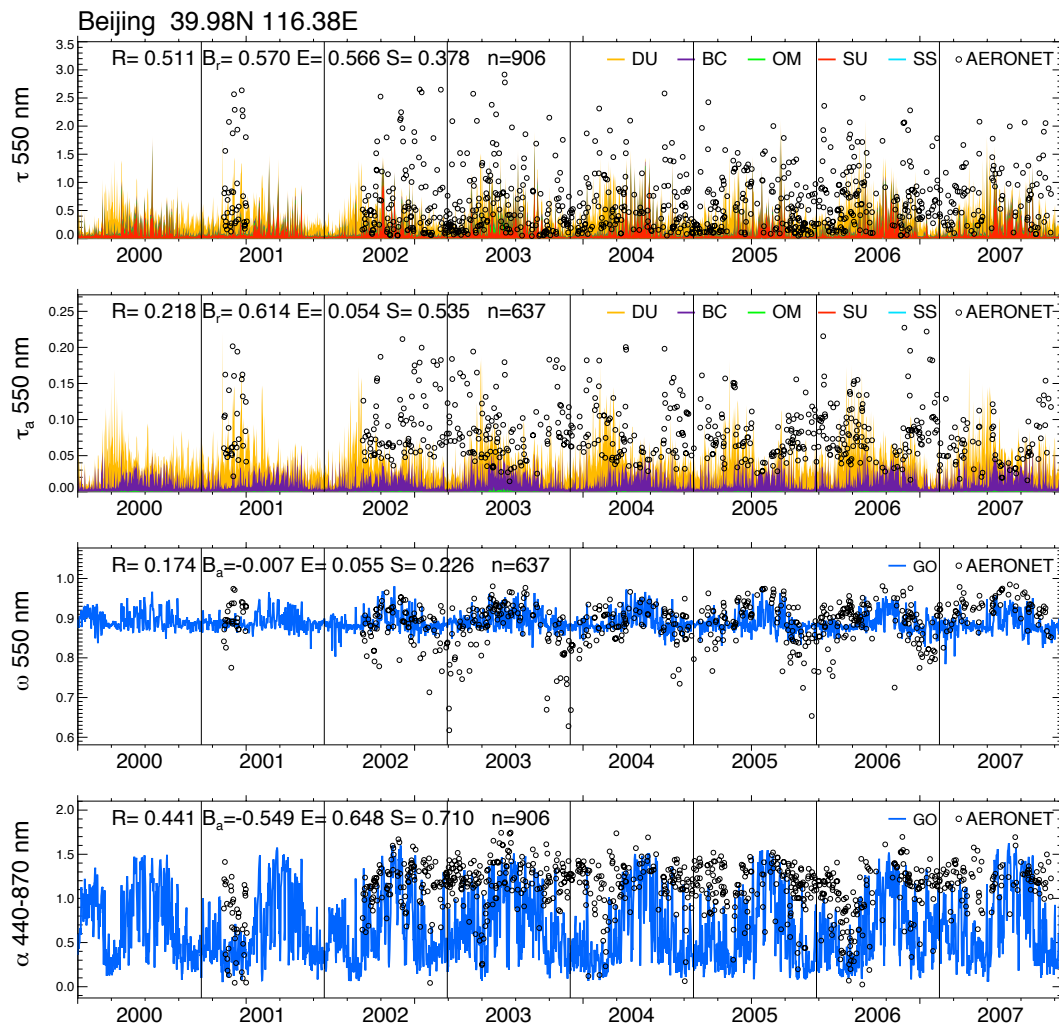 Beijing 39.98N 116.38E
R= 0.511 Br= 0.570 E= 0.566 S= 0.378 n=906 DU BC OM SU SS AERONET
3.5
3.0
2.5
2.0
1.5
1.0
0.5
0.0
τ 550 nm
2000 2001 2002 2003 2004 2005 2006 2007
R= 0.218 Br= 0.614 E= 0.054 S= 0.535 n=637 DU BC OM SU SS AERONET
0.25
0.20
0.15
0.10
0.05
0.00
τa 550 nm
2000 2001 2002 2003 2004 2005 2006 2007
R= 0.174 Ba=-0.007 E= 0.055 S= 0.226 n=637 GO AERONET
1.0
0.9
0.8
0.7
0.6
ω 550 nm
2000 2001 2002 2003 2004 2005 2006 2007
R= 0.441 Ba=-0.549 E= 0.648 S= 0.710 n=906 GO AERONET
2.0
1.5
1.0
0.5
0.0
α 440-870 nm
2000 2001 2002 2003 2004 2005 2006 2007